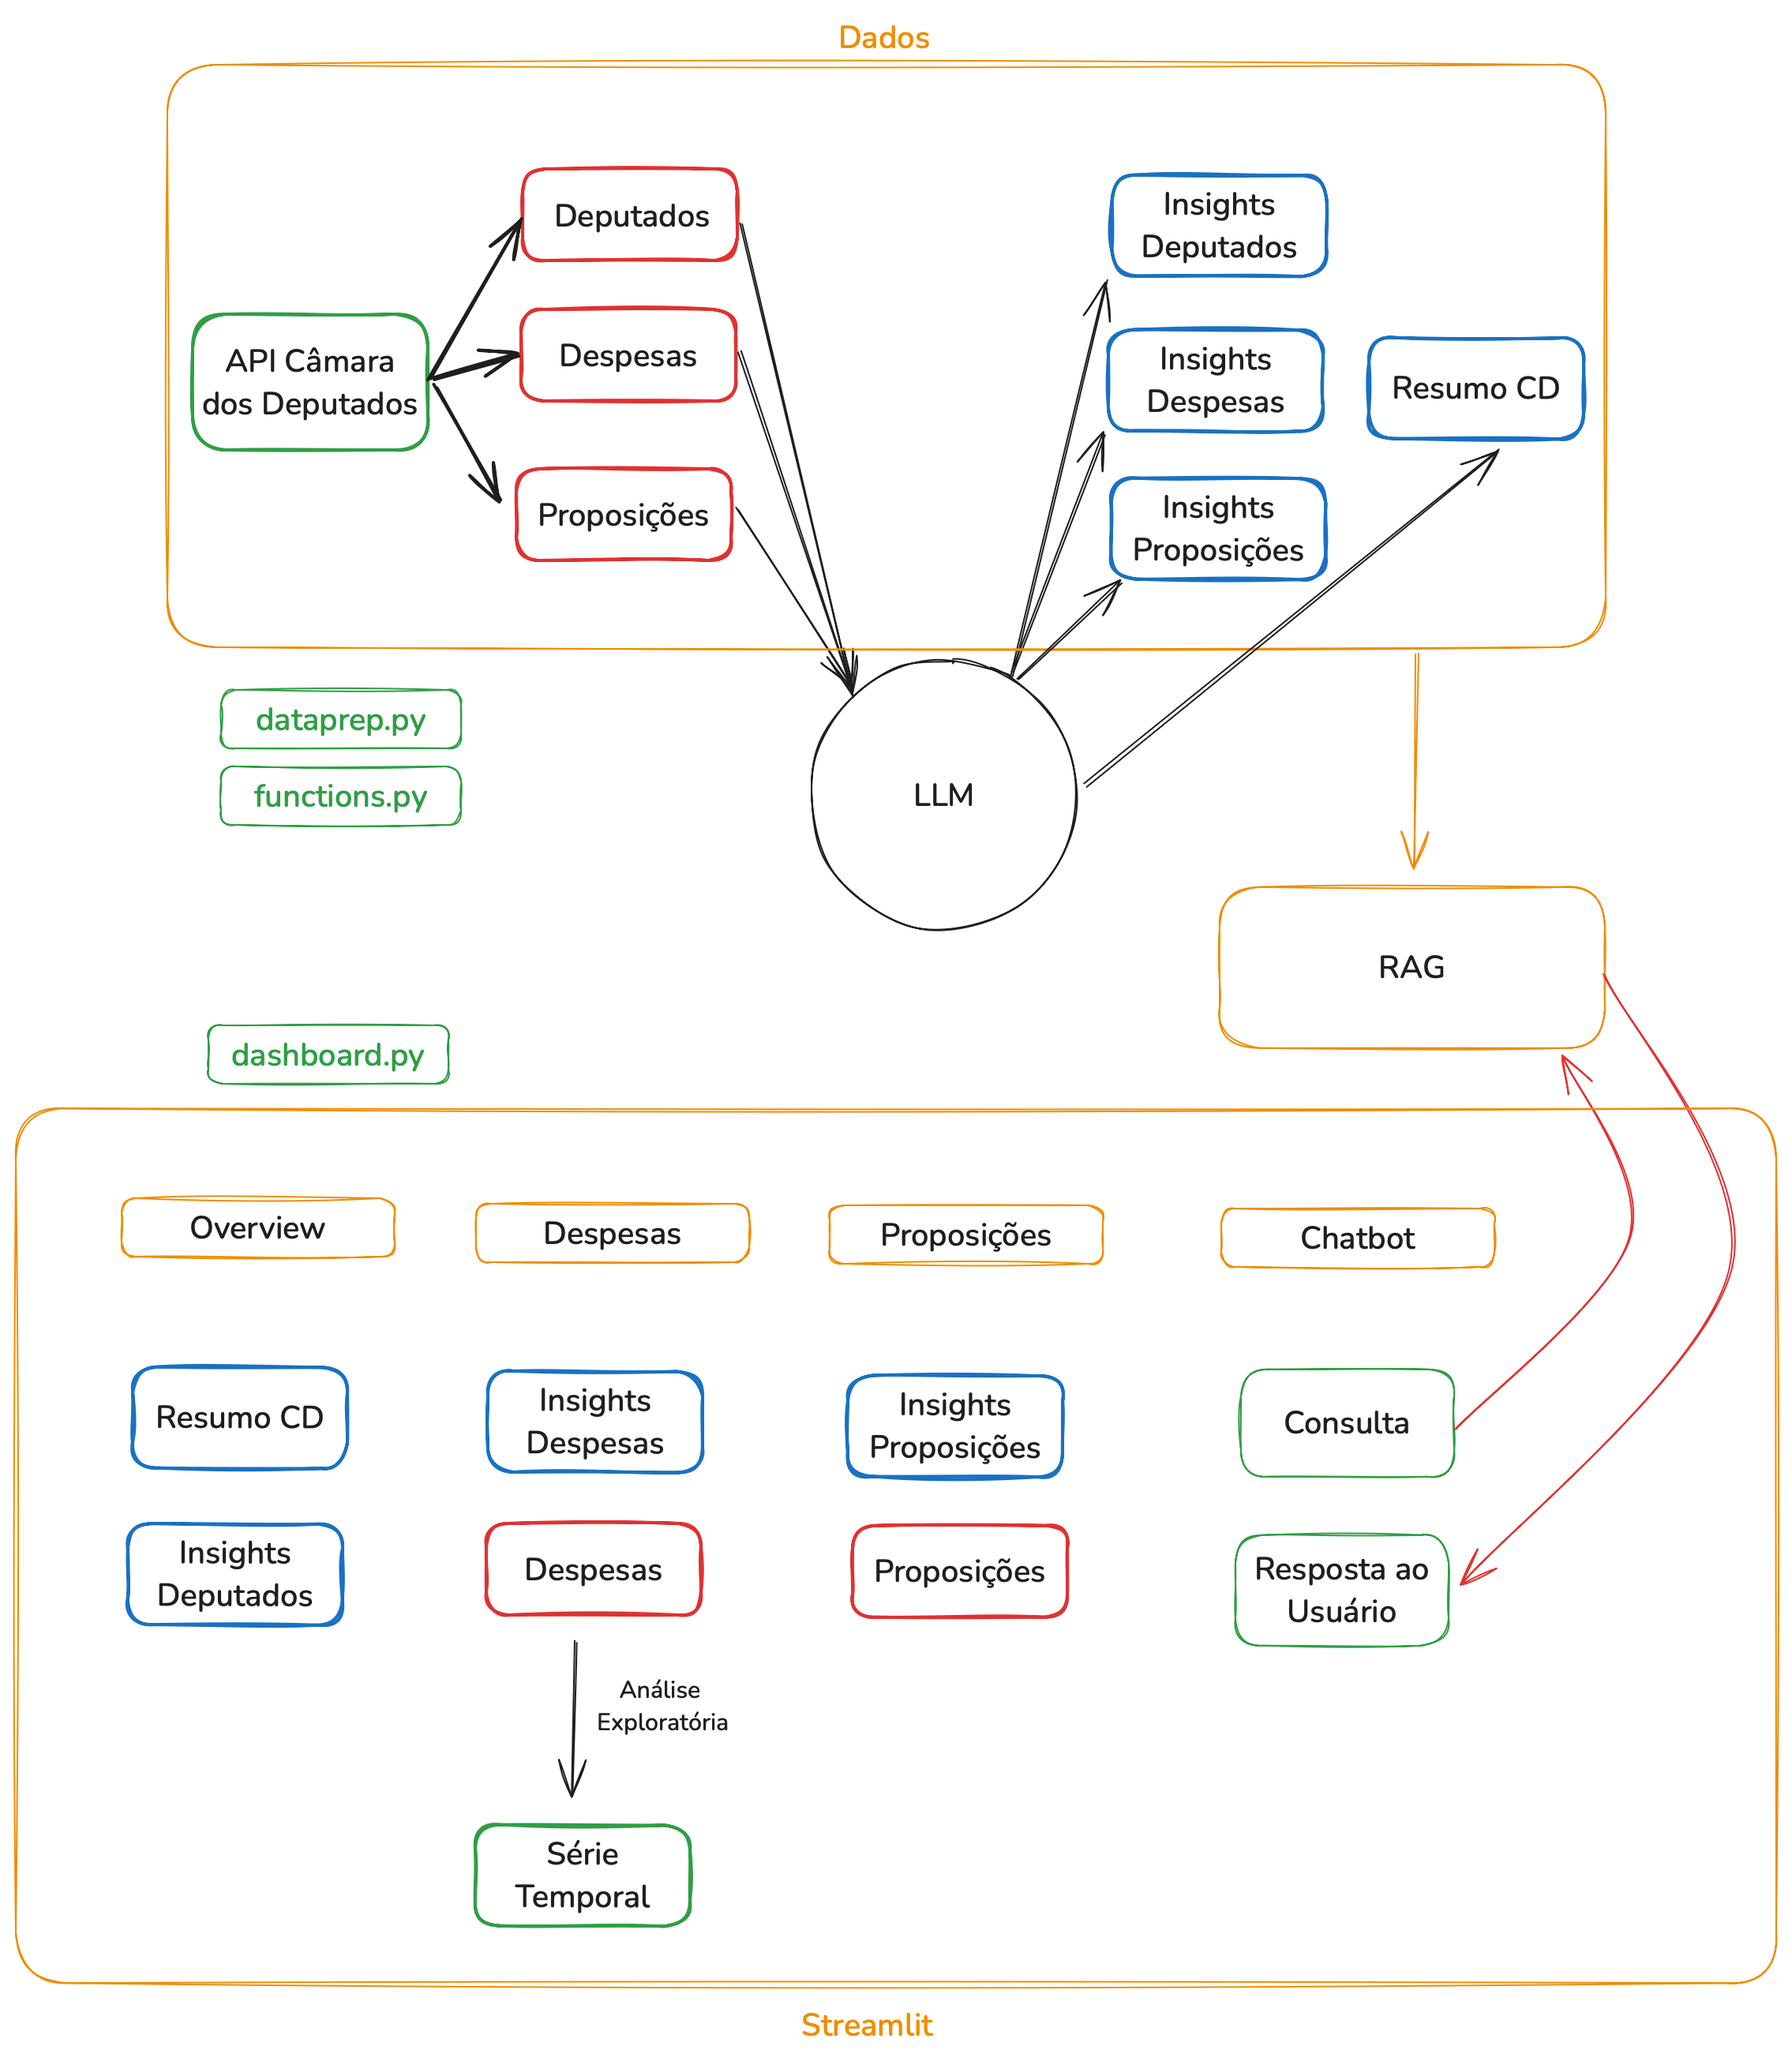 Dados
Deputados
Despesas
Proposições
API Câmara
dos Deputados
Insights
Deputados
Insights
Despesas
Insights
Proposições
Resumo CD
dataprep.py
functions.py
LLM
RAG
dashboard.py
Overview
Despesas
Proposições
Chatbot
Resumo CD
Insights
Despesas
Insights
Proposições
Consulta
Insights
Deputados
Despesas
Proposições
Resposta ao
Usuário
Análise
Exploratória
Série
Temporal
Streamlit